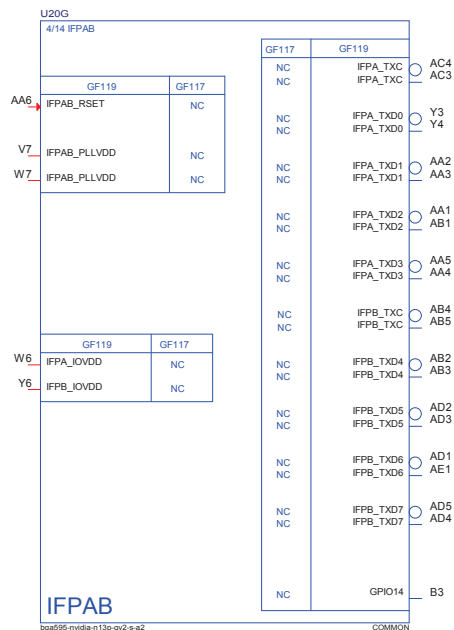 U20G
4/14 IFPAB
GF119 GF117
AA6 IFPAB_RSET NC
V7 IFPAB_PLLVDD NC
W7 IFPAB_PLLVDD NC
GF119 GF117
W6 IFPA_IOVDD NC
Y6 IFPB_IOVDD NC
GF117 GF119
NC IFPA_TXC AC4
NC IFPA_TXC AC3
NC IFPA_TXD0 Y3
NC IFPA_TXD0 Y4
NC IFPA_TXD1 AA2
NC IFPA_TXD1 AA3
NC IFPA_TXD2 AA1
NC IFPA_TXD2 AB1
NC IFPA_TXD3 AA5
NC IFPA_TXD3 AA4
NC IFPB_TXC AB4
NC IFPB_TXC AB5
NC IFPB_TXD4 AB2
NC IFPB_TXD4 AB3
NC IFPB_TXD5 AD2
NC IFPB_TXD5 AD3
NC IFPB_TXD6 AD1
NC IFPB_TXD6 AE1
NC IFPB_TXD7 AD5
NC IFPB_TXD7 AD4
NC GPIO14 B3
IFPAB
bga595-nvidia-n13p-gv2-s-a2 COMMON